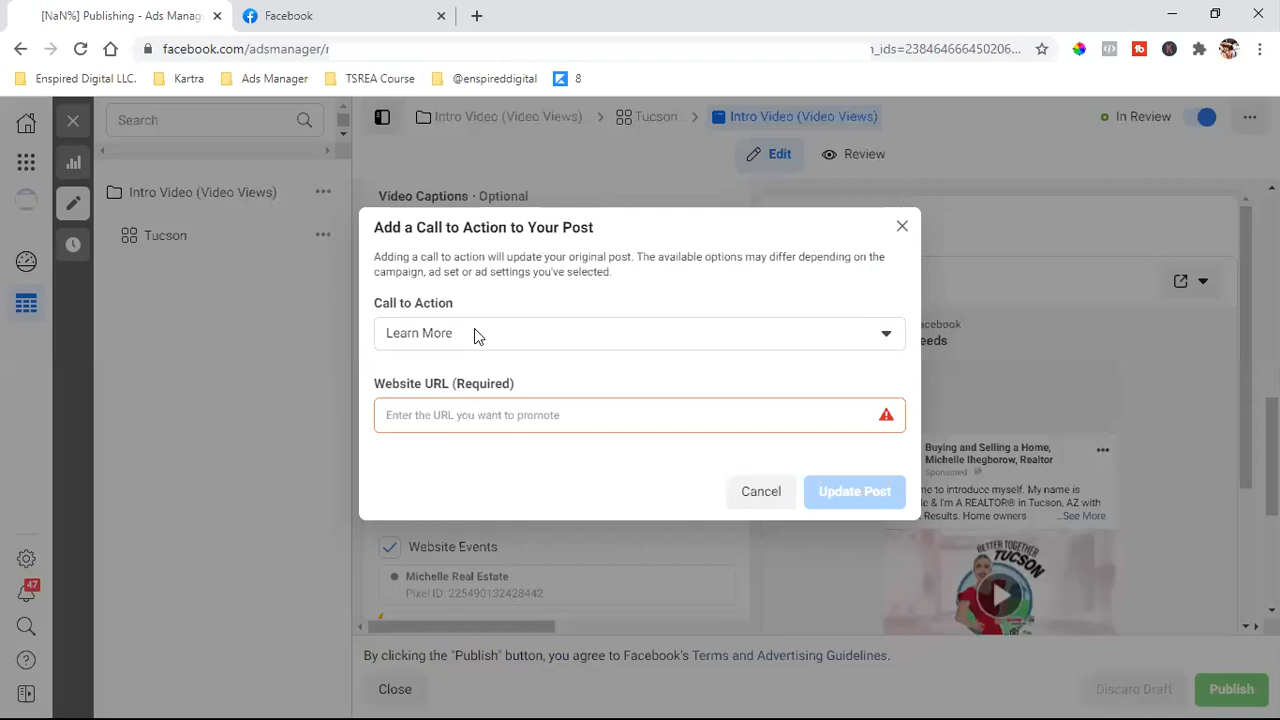 [NaN%] Publishing - Ads Manag
Facebook
facebook.com/adsmanager/r
n_ids=238464666450206...
Enspired Digital LLC.
Kartra
Ads Manager
TSREA Course
@enspireddigital
8
Search
Intro Video (Video Views)
Tucson
Intro Video (Video Views)
In Review
Edit
Review
Intro Video (Video Views)
Tucson
Video Captions · Optional
Add a Call to Action to Your Post
Adding a call to action will update your original post. The available options may differ depending on the
campaign, ad set or ad settings you've selected.
Call to Action
Learn More
Website URL (Required)
Enter the URL you want to promote
Cancel
Update Post
acebook
eeds
Buying and Selling a Home,
Michelle Ihegborow, Realtor
Sponsored ·
me to introduce myself. My name is
e & I'm A REALTOR® in Tucson, AZ with
Results. Home owners ...See More
BETTER TOGETHER
TUCSON
Website Events
Michelle Real Estate
Pixel ID: 225490132428442
47
By clicking the "Publish" button, you agree to Facebook's Terms and Advertising Guidelines.
Close
Discard Draft
Publish